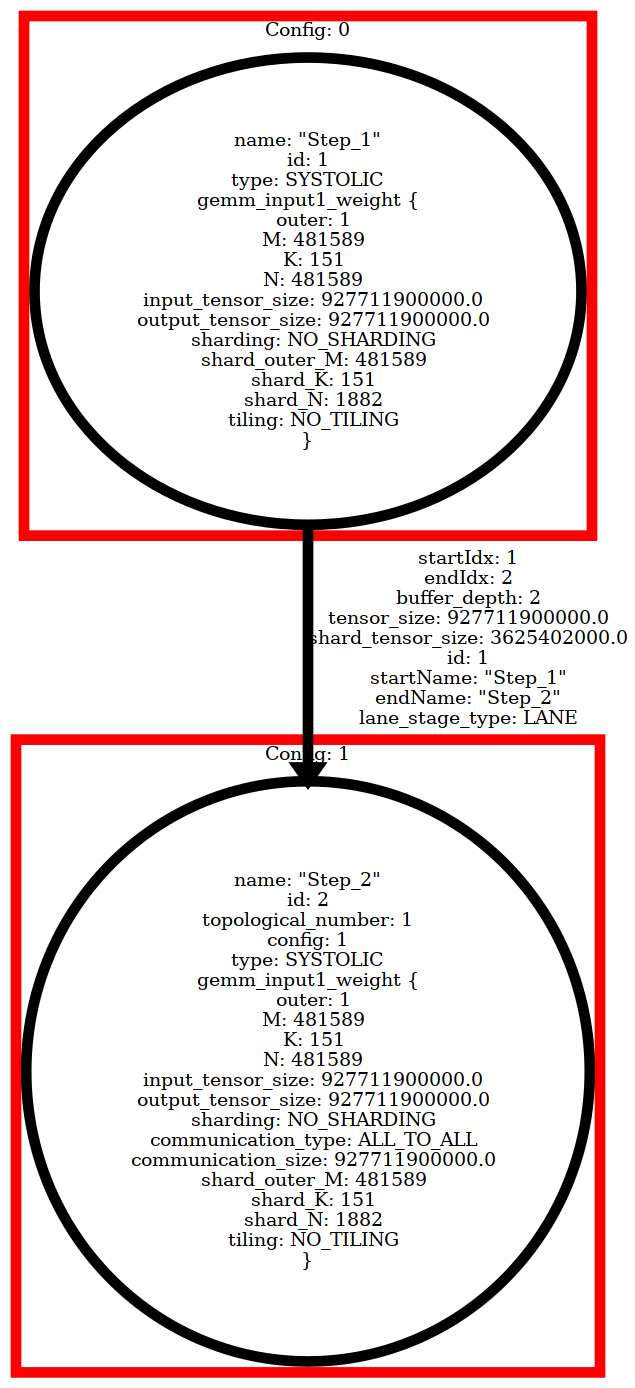 Config: 0
name: "Step_1"
id: 1
type: SYSTOLIC
gemm_input1_weight {
outer: 1
M: 481589
K: 151
N: 481589
input_tensor_size: 927711900000.0
output_tensor_size: 927711900000.0
sharding: NO_SHARDING
shard_outer_M: 481589
shard_K: 151
shard_N: 1882
tiling: NO_TILING
}
startIdx: 1
endIdx: 2
buffer_depth: 2
tensor_size: 927711900000.0
shard_tensor_size: 3625402000.0
id: 1
startName: "Step_1"
endName: "Step_2"
lane_stage_type: LANE
Config: 1
name: "Step_2"
id: 2
topological_number: 1
config: 1
type: SYSTOLIC
gemm_input1_weight {
outer: 1
M: 481589
K: 151
N: 481589
input_tensor_size: 927711900000.0
output_tensor_size: 927711900000.0
sharding: NO_SHARDING
communication_type: ALL_TO_ALL
communication_size: 927711900000.0
shard_outer_M: 481589
shard_K: 151
shard_N: 1882
tiling: NO_TILING
}